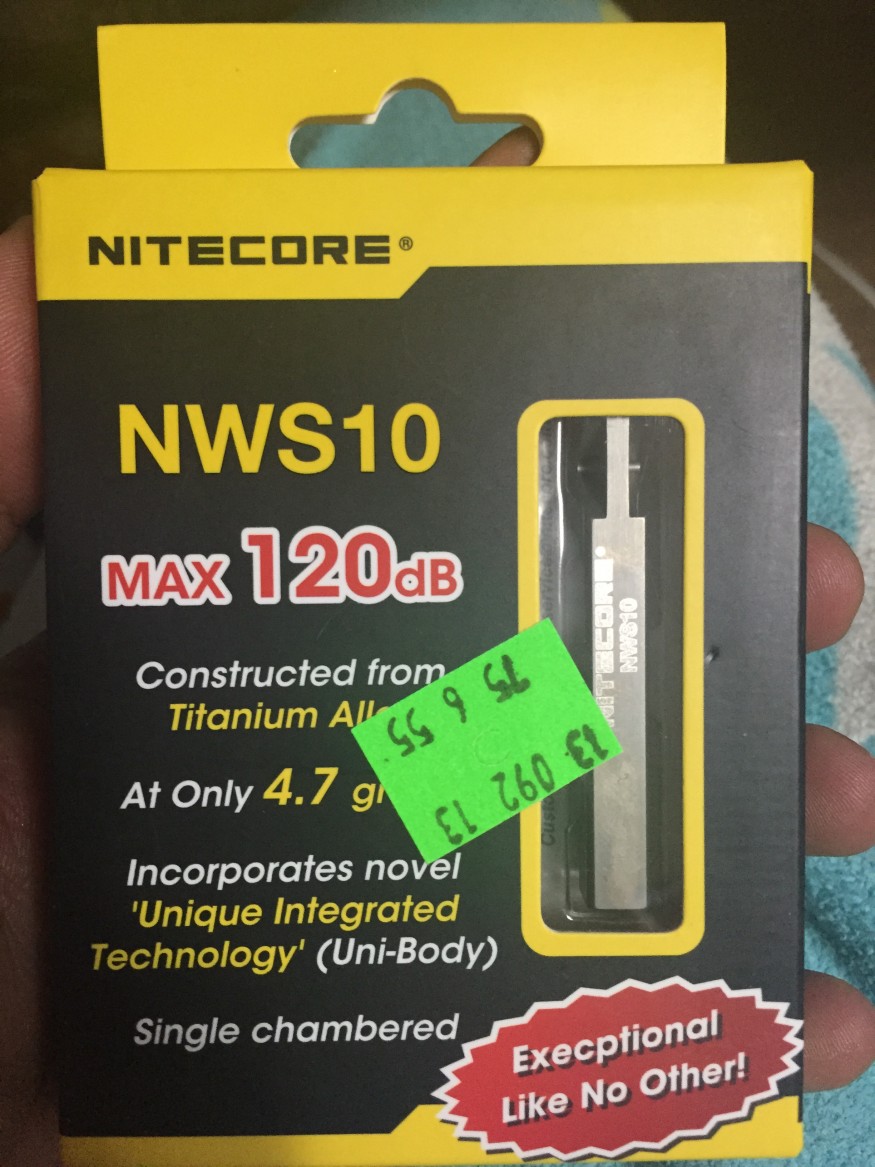 NITECORE®
NWS10
MAX 120dB
Constructed from
Titanium All
At Only 4.7 gr
Incorporates novel
'Unique Integrated
Technology' (Uni-Body)
Single chambered
NITECORE®
NWS10
13 092 13
Execptional
Like No Other!